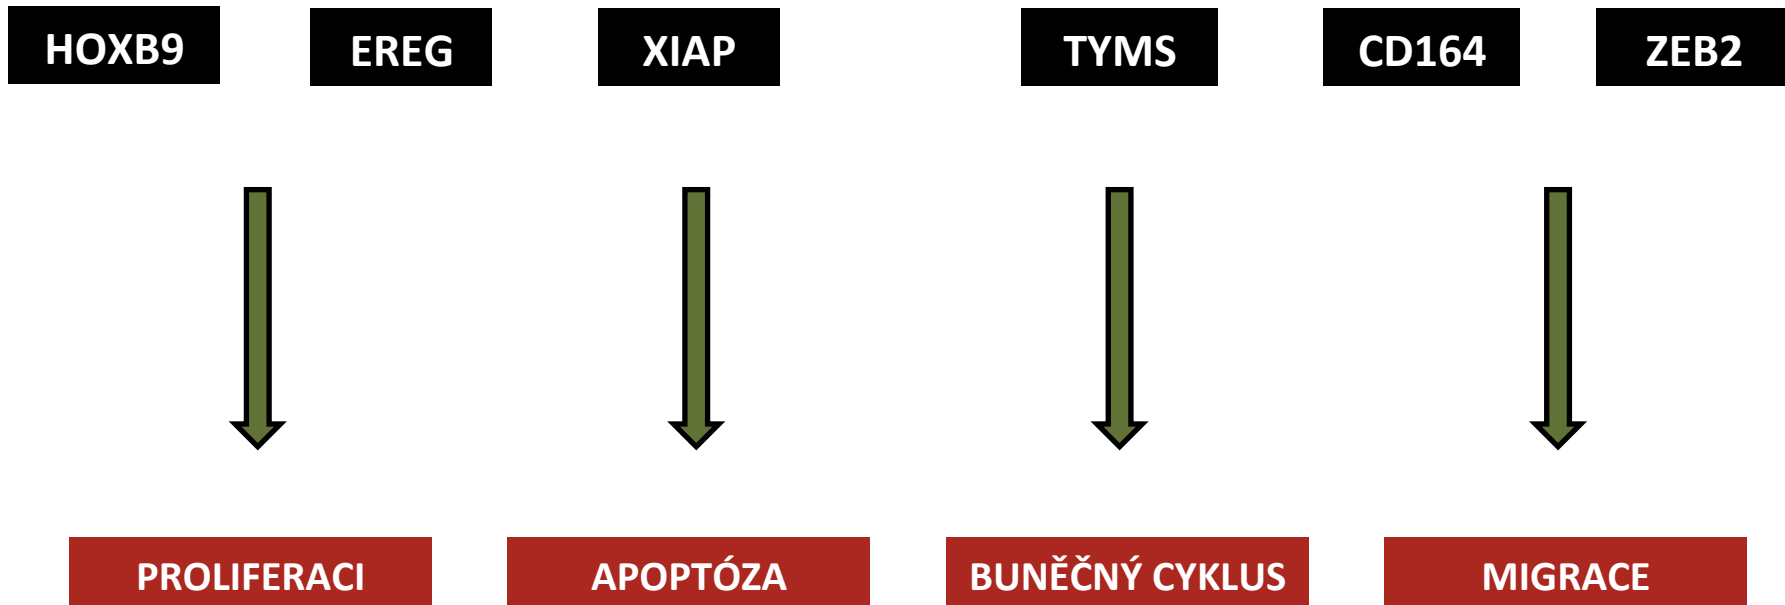 HOXB9
EREG
XIAP
TYMS
CD164
ZEB2
PROLIFERACI
APOPTÓZA
BUNĚČNÝ CYKLUS
MIGRACE